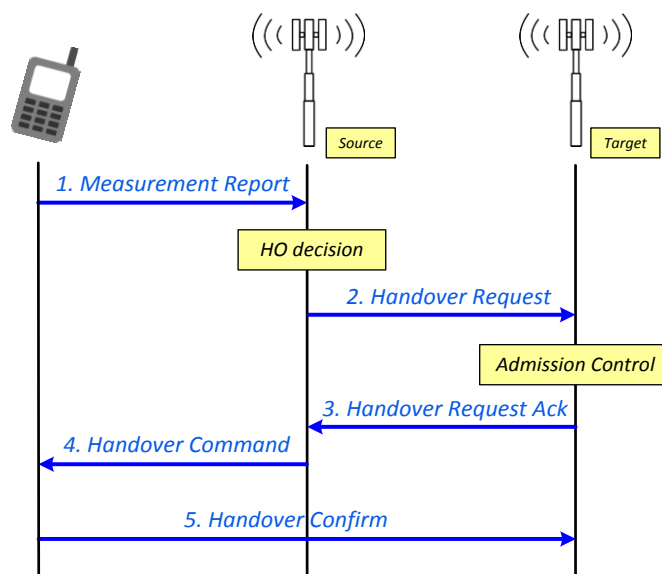 Source
Target
1. Measurement Report
HO decision
2. Handover Request
Admission Control
3. Handover Request Ack
4. Handover Command
5. Handover Confirm